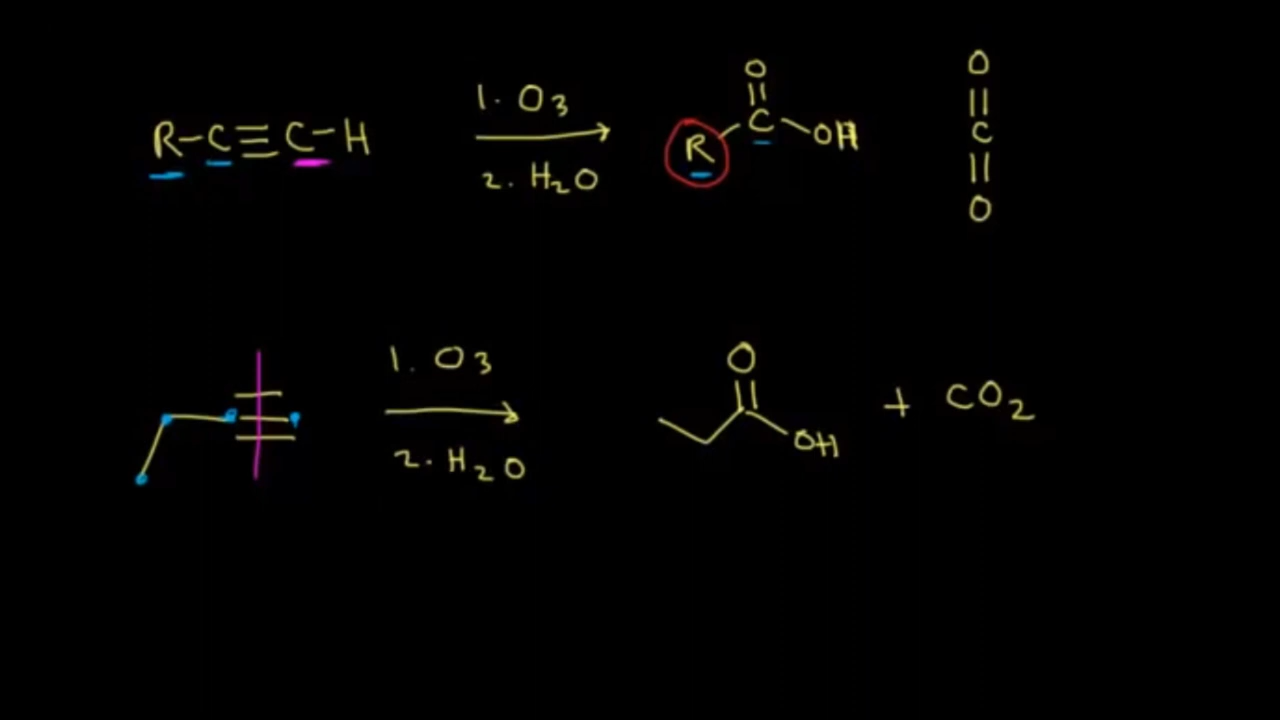 R-C≡C-H 1. O3 2. H2O R C O OH O C O
1. O3 2. H2O O OH + CO2